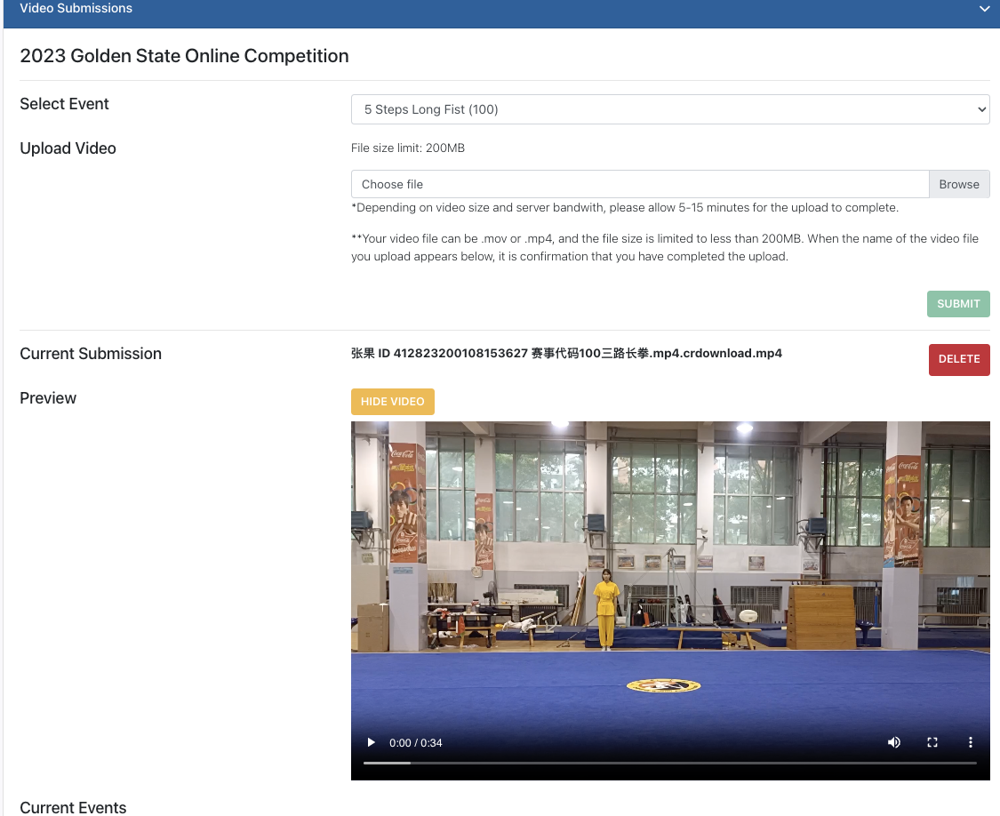 Video Submissions
2023 Golden State Online Competition
Select Event
5 Steps Long Fist (100)
Upload Video
File size limit: 200MB
Choose file
Browse
*Depending on video size and server bandwith, please allow 5-15 minutes for the upload to complete.
**Your video file can be .mov or .mp4, and the file size is limited to less than 200MB. When the name of the video file
you upload appears below, it is confirmation that you have completed the upload.
SUBMIT
Current Submission
张果 ID 412823200108153627 赛事代码100三路长拳.mp4.crdownload.mp4
DELETE
Preview
HIDE VIDEO
Coca-Cola
Coca-Cola
0:00 / 0:34
Current Events